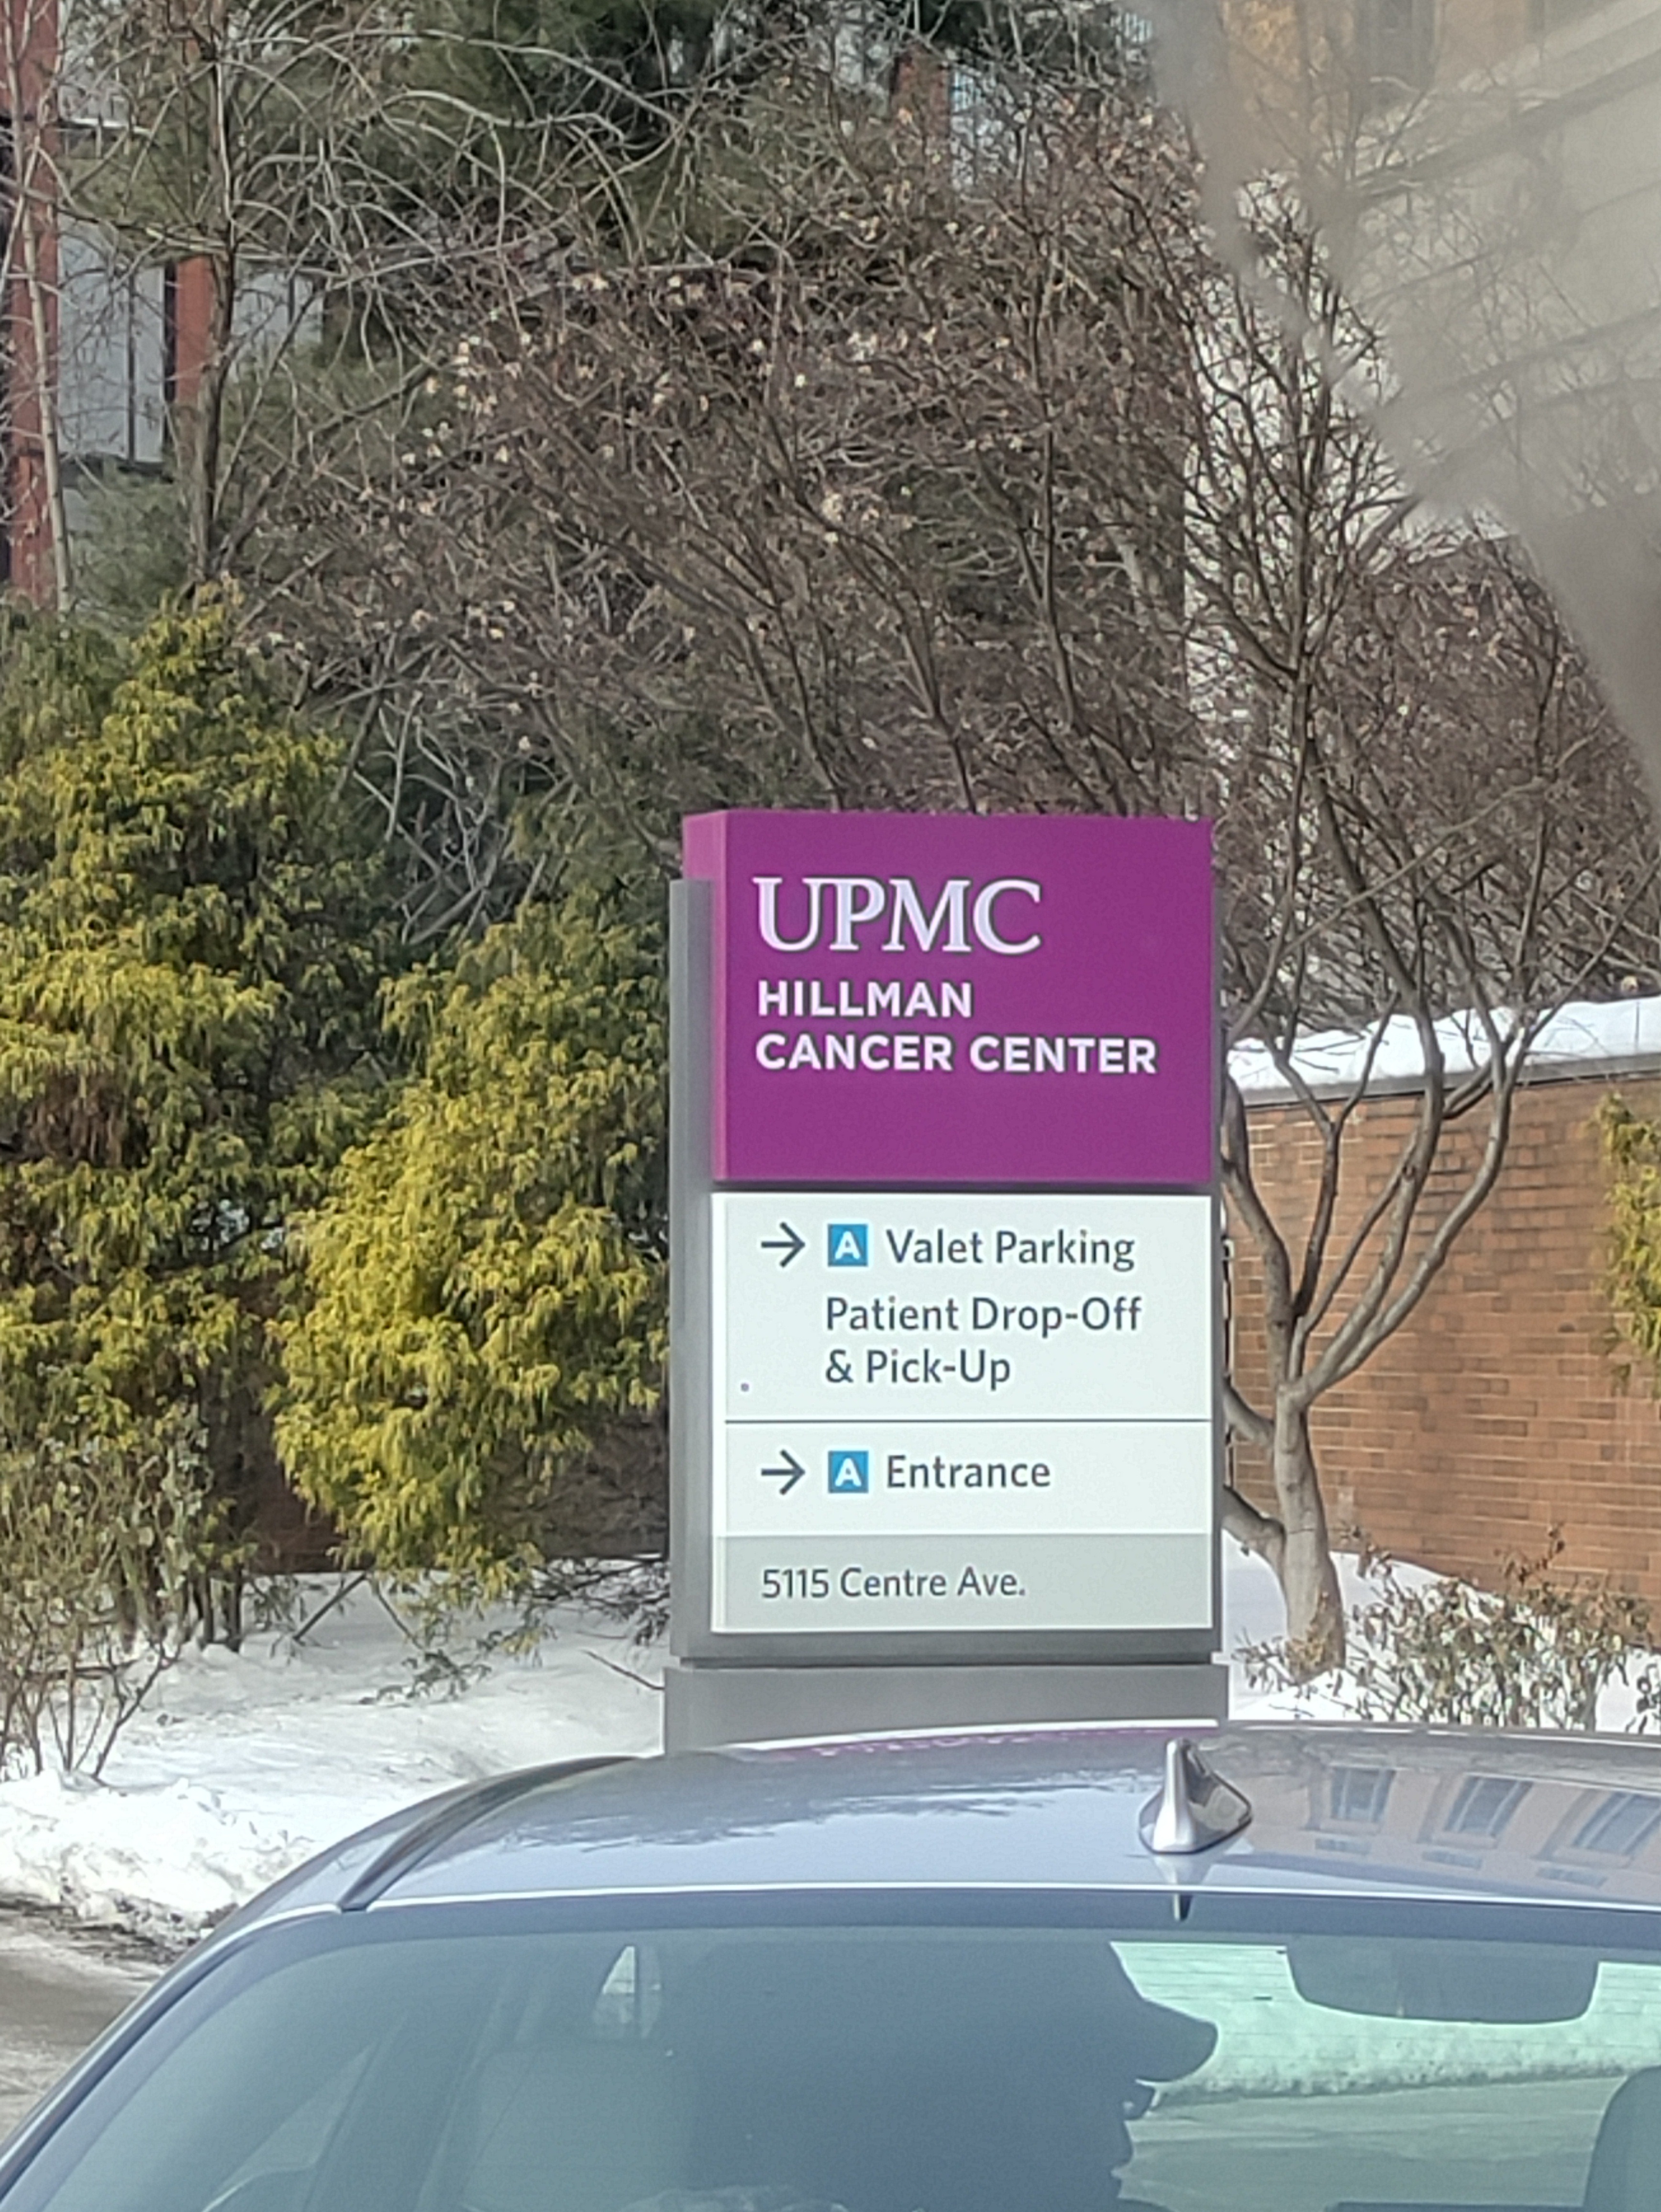 UPMC
HILLMAN
CANCER CENTER
→ A Valet Parking
Patient Drop-Off
& Pick-Up
→ A Entrance
5115 Centre Ave.